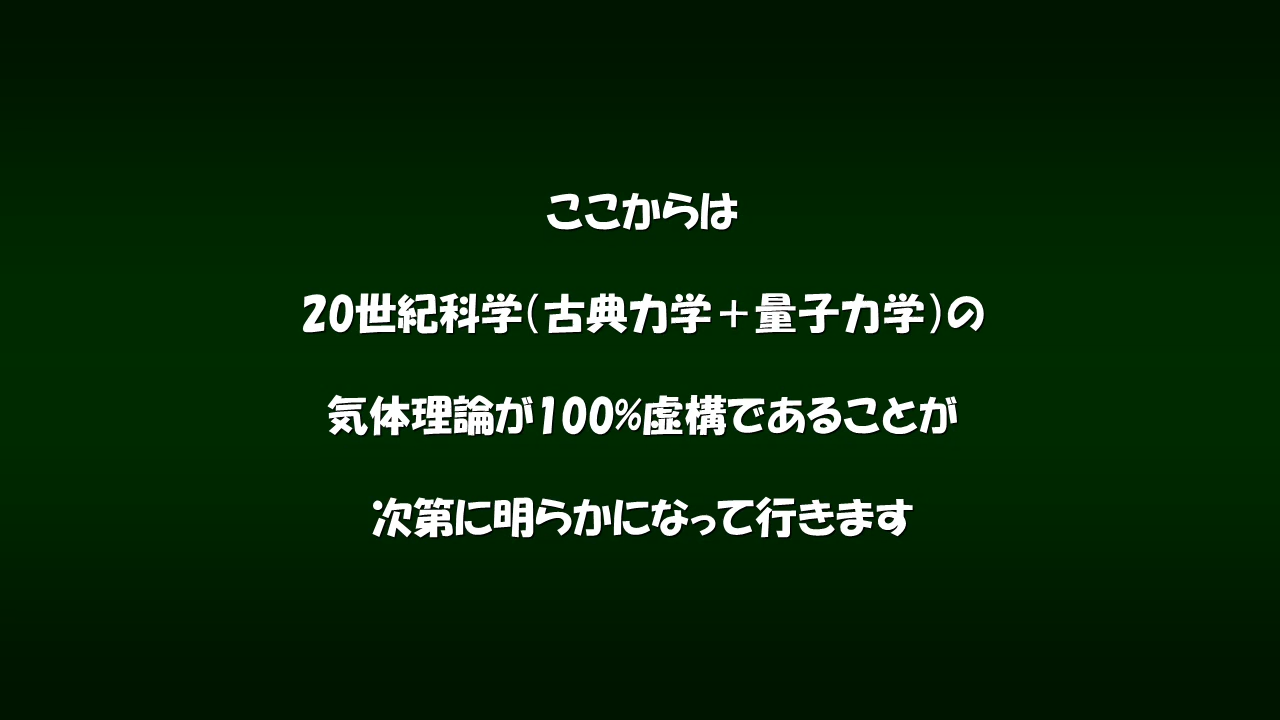 ここからは
20世紀科学(古典力学＋量子力学)の
気体理論が100%虚構であることが
次第に明らかになって行きます